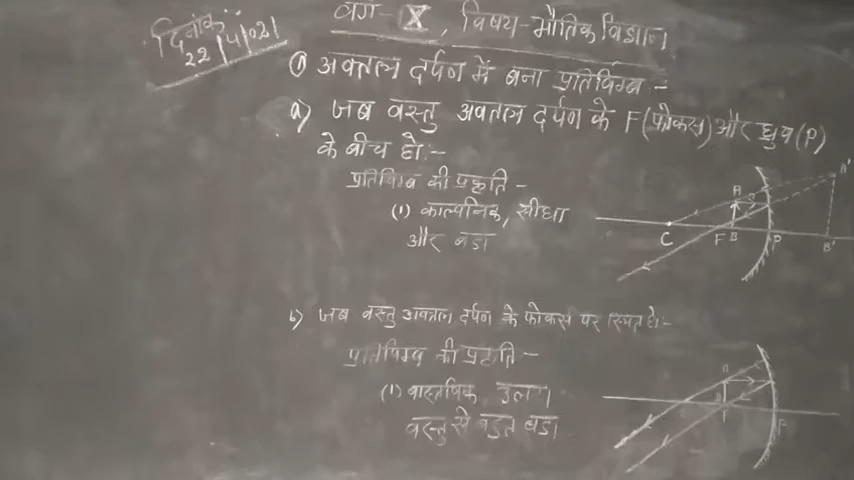 दिनांक:
22/4/021
वर्ग- X, विषय-भौतिक विज्ञान
① अवतल दर्पण में बना प्रतिबिम्ब:-
a) जब वस्तु अवतल दर्पण के F(फोकस) और ध्रुव(P)
के बीच हो:-
प्रतिबिम्ब की प्रकृति-
(1) काल्पनिक, सीधा
और बडा
A A'
C F B P B'
b) जब वस्तु अवतल दर्पण के फोकस पर स्थित हो:-
प्रतिबिम्ब की प्रकृति-
(1) वास्तविक, उलटा
वस्तु से बहुत बडा
A
F P